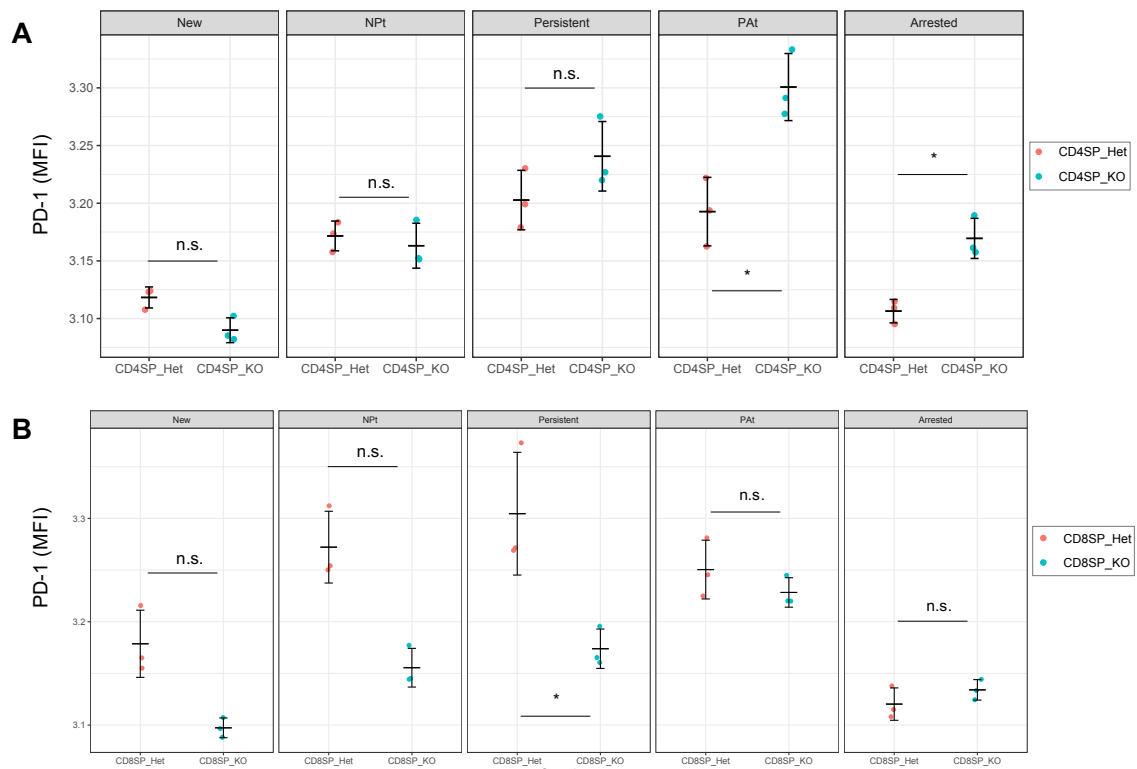 A
New NPt Persistent PAt Arrested
PD-1 (MFI)
3.30
3.25
3.20
3.15
3.10
n.s. n.s. n.s. * *
CD4SP_Het CD4SP_KO CD4SP_Het CD4SP_KO CD4SP_Het CD4SP_KO CD4SP_Het CD4SP_KO CD4SP_Het CD4SP_KO
CD4SP_Het
CD4SP_KO
B
New NPt Persistent PAt Arrested
PD-1 (MFI)
3.3
3.2
3.1
n.s. n.s. * n.s. n.s.
CD8SP_Het CD8SP_KO CD8SP_Het CD8SP_KO CD8SP_Het CD8SP_KO CD8SP_Het CD8SP_KO CD8SP_Het CD8SP_KO
CD8SP_Het
CD8SP_KO